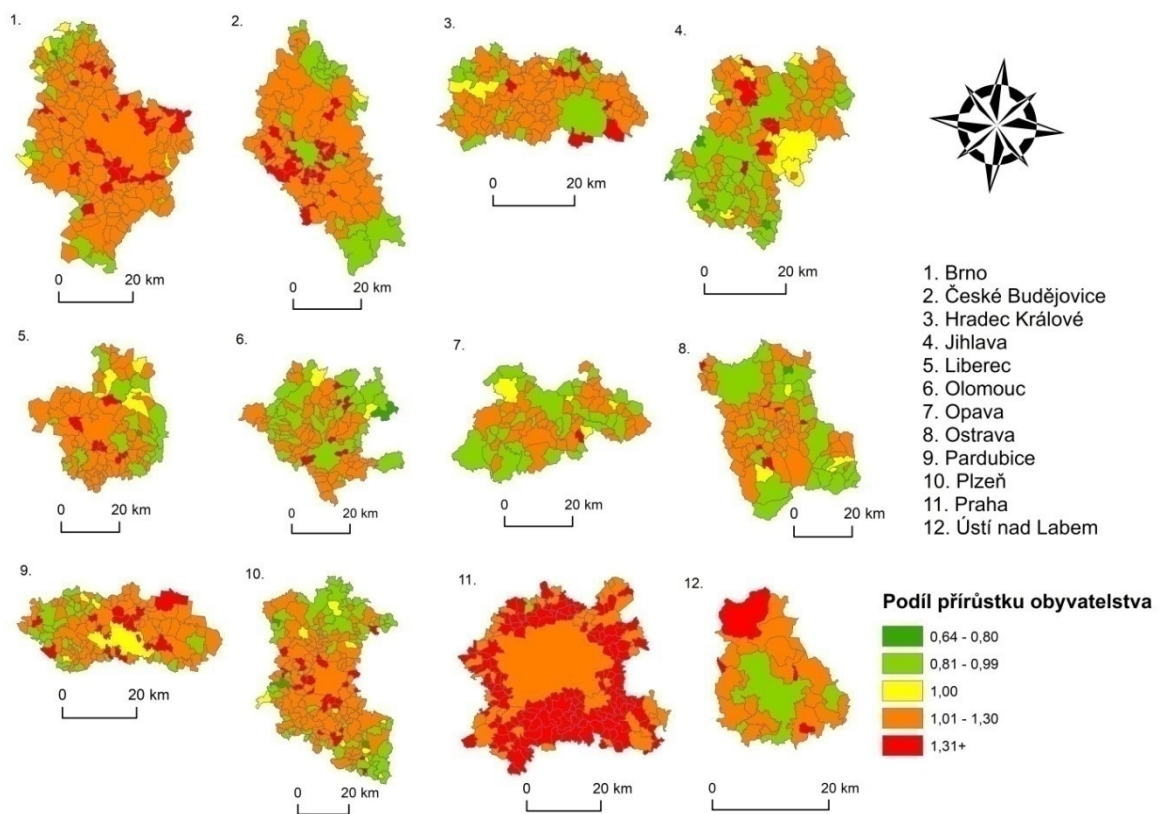 1.
2.
3.
4.
0 20 km
0 20 km
0 20 km
0 20 km
1. Brno
2. České Budějovice
3. Hradec Králové
4. Jihlava
5. Liberec
6. Olomouc
7. Opava
8. Ostrava
9. Pardubice
10. Plzeň
11. Praha
12. Ústí nad Labem
5.
6.
7.
8.
0 20 km
0 20 km
0 20 km
0 20 km
9.
10.
11.
12.
0 20 km
0 20 km
0 20 km
0 20 km
Podíl přírůstku obyvatelstva
0,64 - 0,80
0,81 - 0,99
1,00
1,01 - 1,30
1,31+